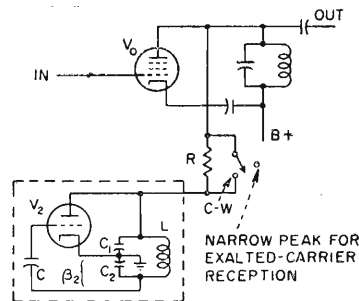 OUT
V₀
IN
B+
R
C-W
V₂
L
C₁
C₂
C
β₂
NARROW PEAK FOR
EXALTED-CARRIER
RECEPTION